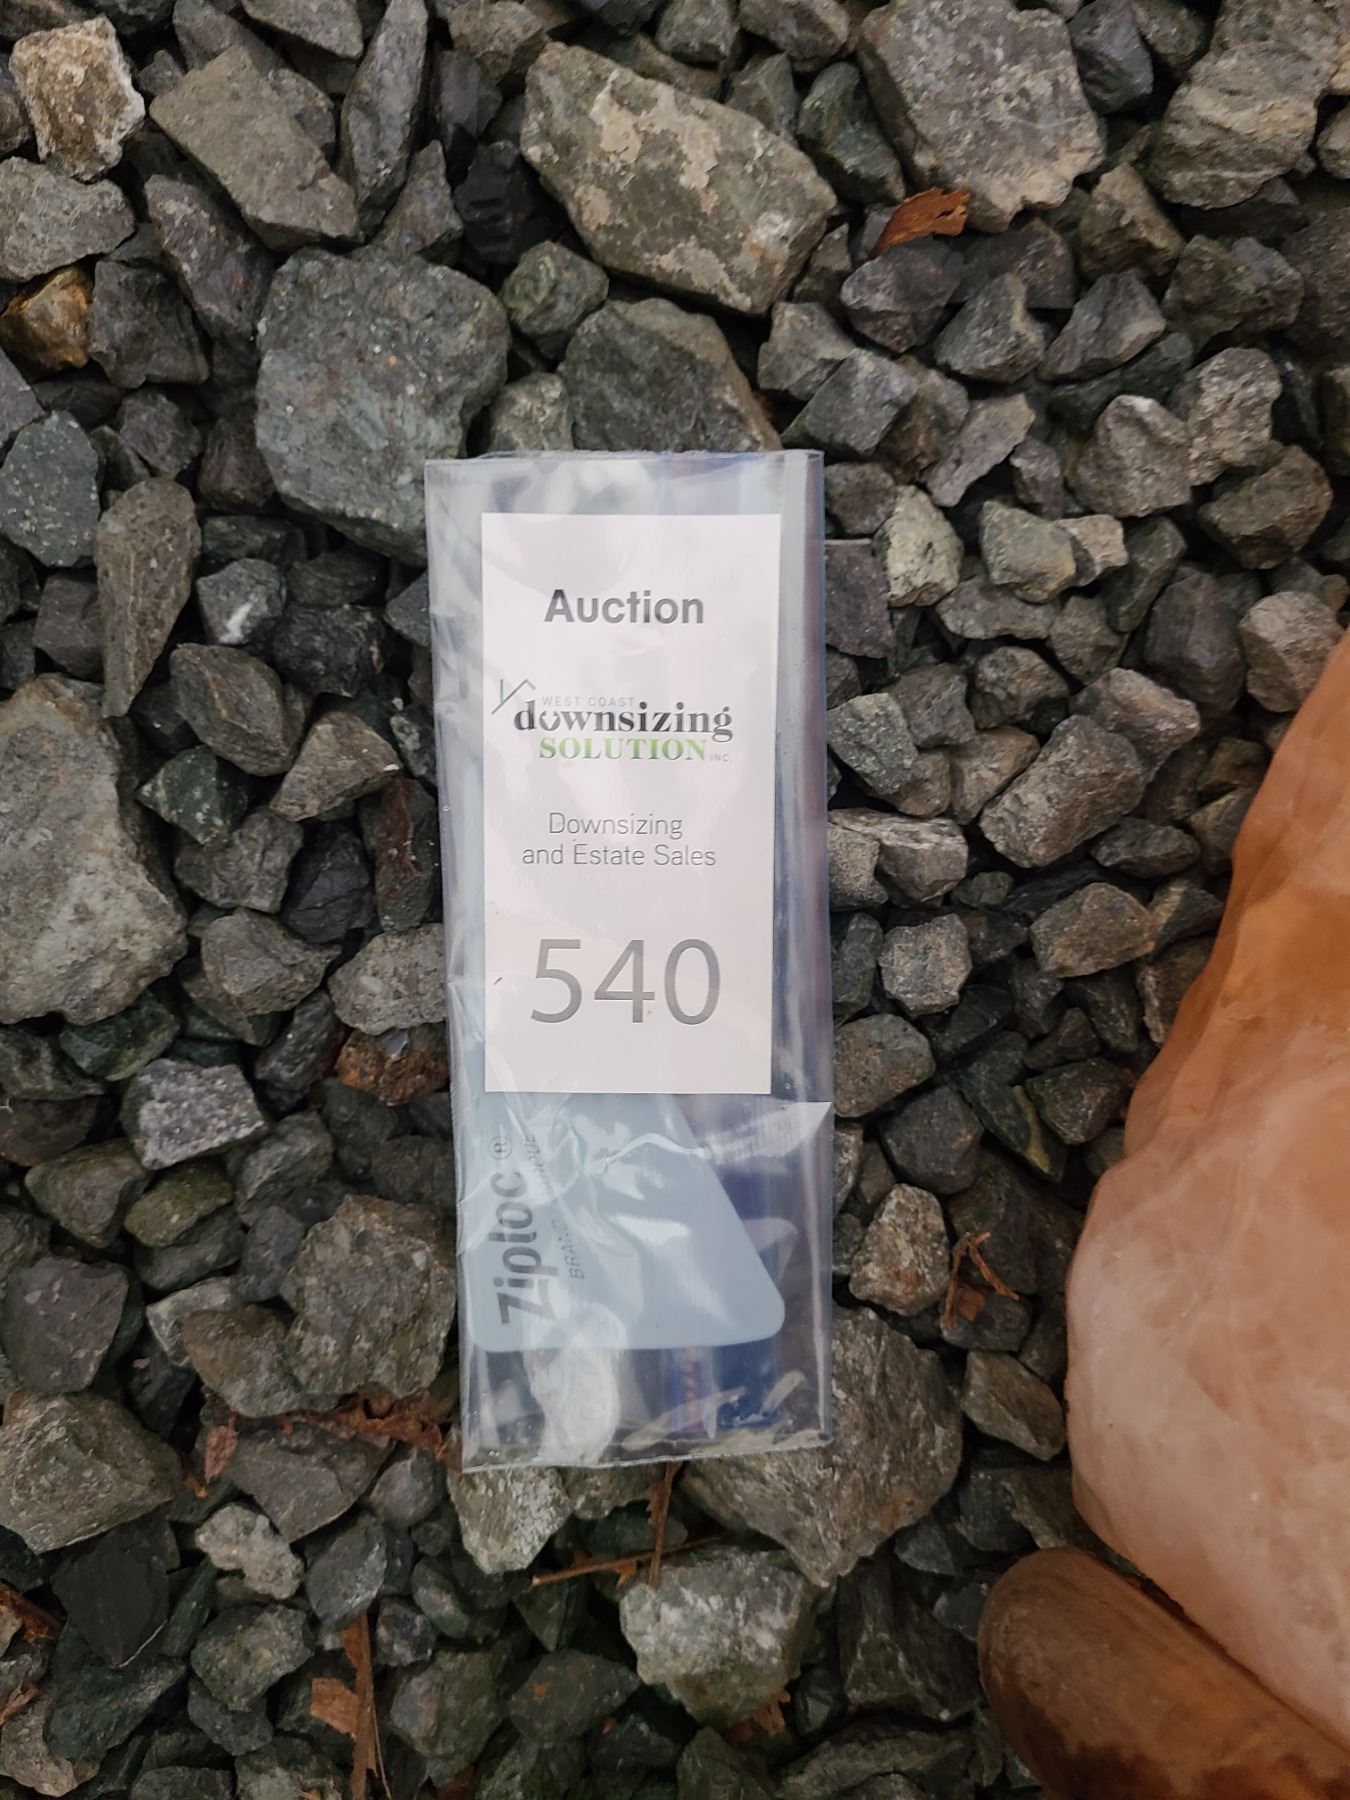 Auction
WEST COAST
downsizing
SOLUTION INC.
Downsizing
and Estate Sales
540
Ziploc®
BRAND